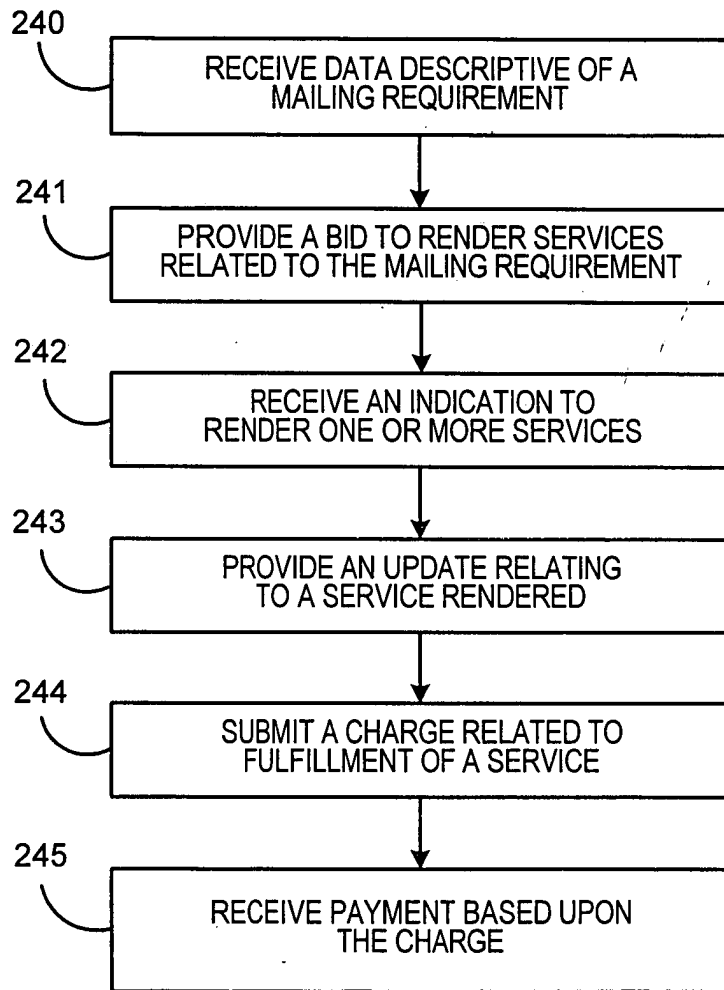 240
RECEIVE DATA DESCRIPTIVE OF A
MAILING REQUIREMENT
241
PROVIDE A BID TO RENDER SERVICES
RELATED TO THE MAILING REQUIREMENT
242
RECEIVE AN INDICATION TO
RENDER ONE OR MORE SERVICES
243
PROVIDE AN UPDATE RELATING
TO A SERVICE RENDERED
244
SUBMIT A CHARGE RELATED TO
FULFILLMENT OF A SERVICE
245
RECEIVE PAYMENT BASED UPON
THE CHARGE